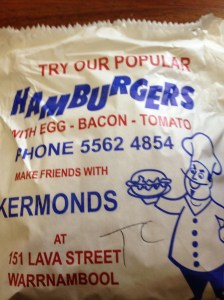 TRY OUR POPULAR
HAMBURGERS
WITH EGG - BACON - TOMATO
PHONE 5562 4854
MAKE FRIENDS WITH
KERMONDS
AT
151 LAVA STREET
WARRNAMBOOL
TC